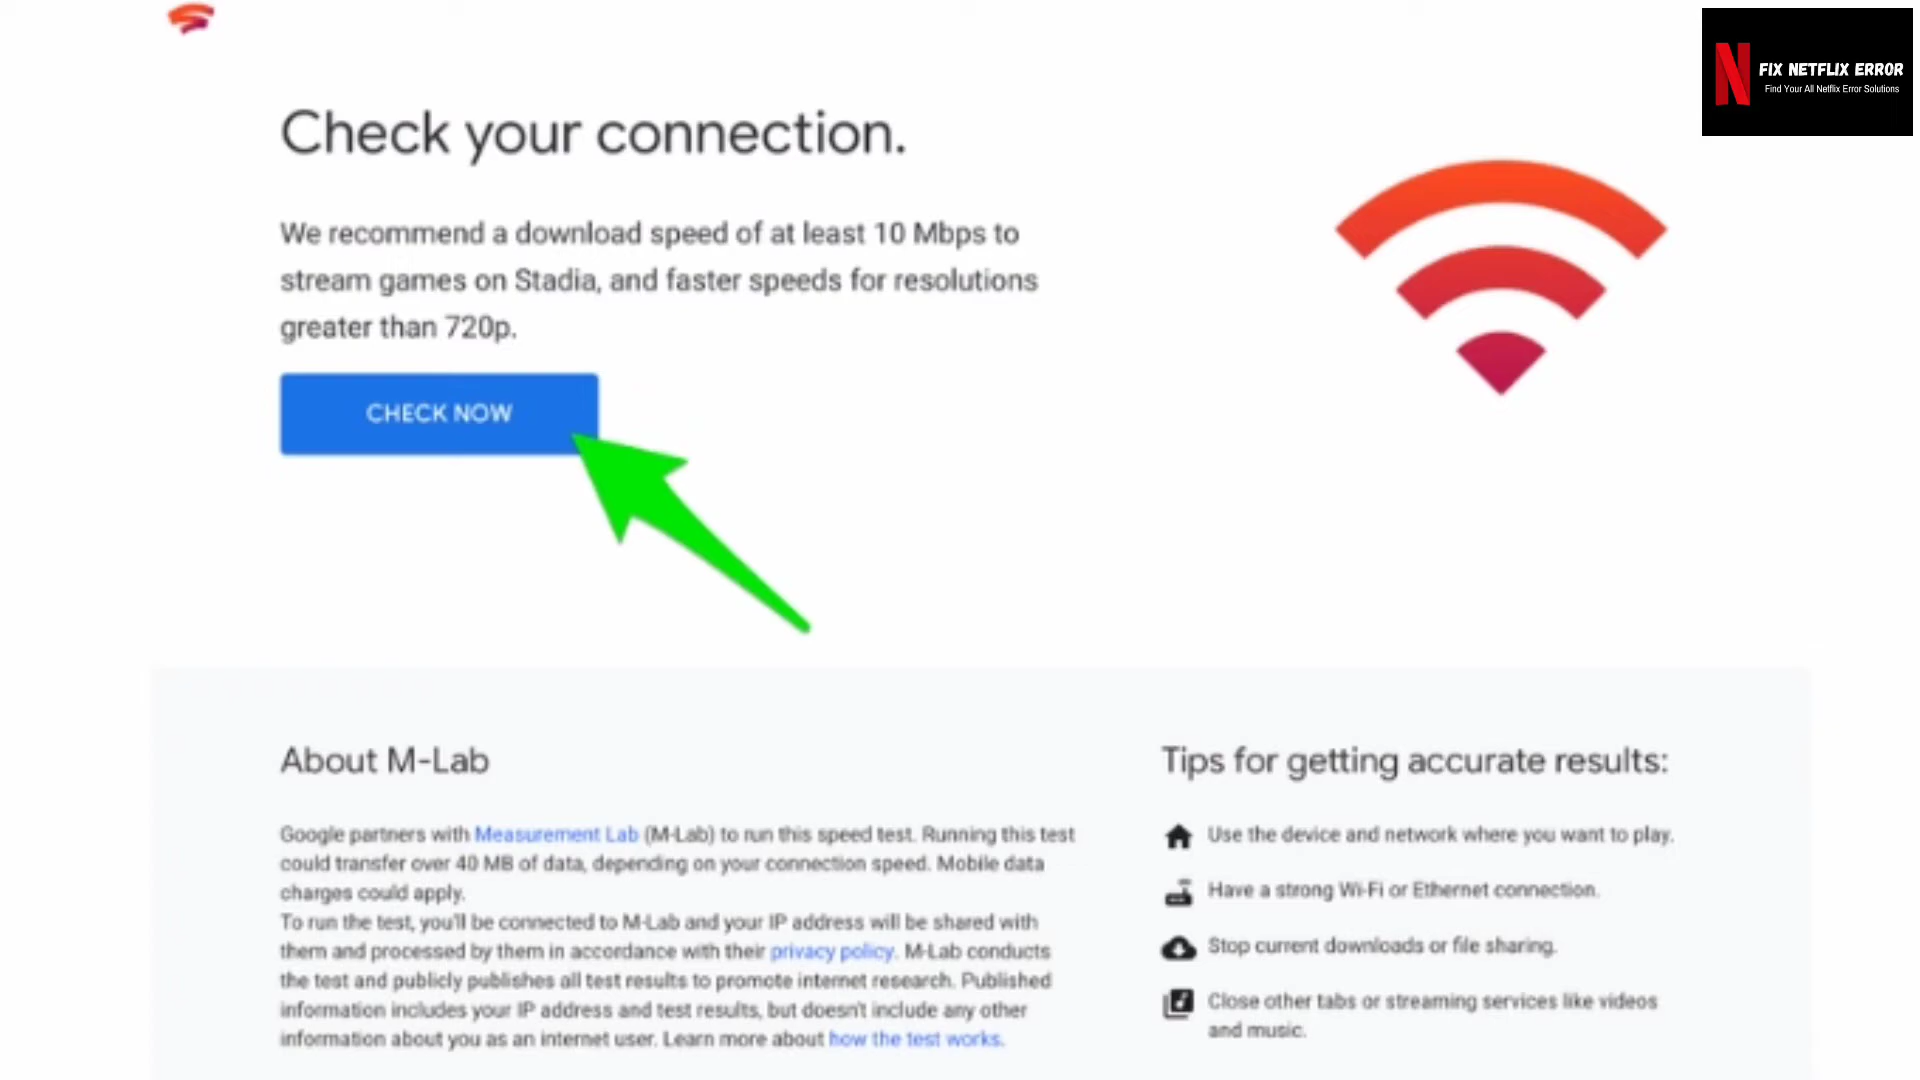 FIX NETFLIX ERROR
Find Your All Netflix Error Solutions
Check your connection.
We recommend a download speed of at least 10 Mbps to
stream games on Stadia, and faster speeds for resolutions
greater than 720p.
CHECK NOW
About M-Lab
Google partners with Measurement Lab (M-Lab) to run this speed test. Running this test
could transfer over 40 MB of data, depending on your connection speed. Mobile data
charges could apply.
To run the test, you'll be connected to M-Lab and your IP address will be shared with
them and processed by them in accordance with their privacy policy. M-Lab conducts
the test and publicly publishes all test results to promote internet research. Published
information includes your IP address and test results, but doesn't include any other
information about you as an internet user. Learn more about how the test works.
Tips for getting accurate results:
Use the device and network where you want to play.
Have a strong Wi-Fi or Ethernet connection.
Stop current downloads or file sharing.
Close other tabs or streaming services like videos
and music.